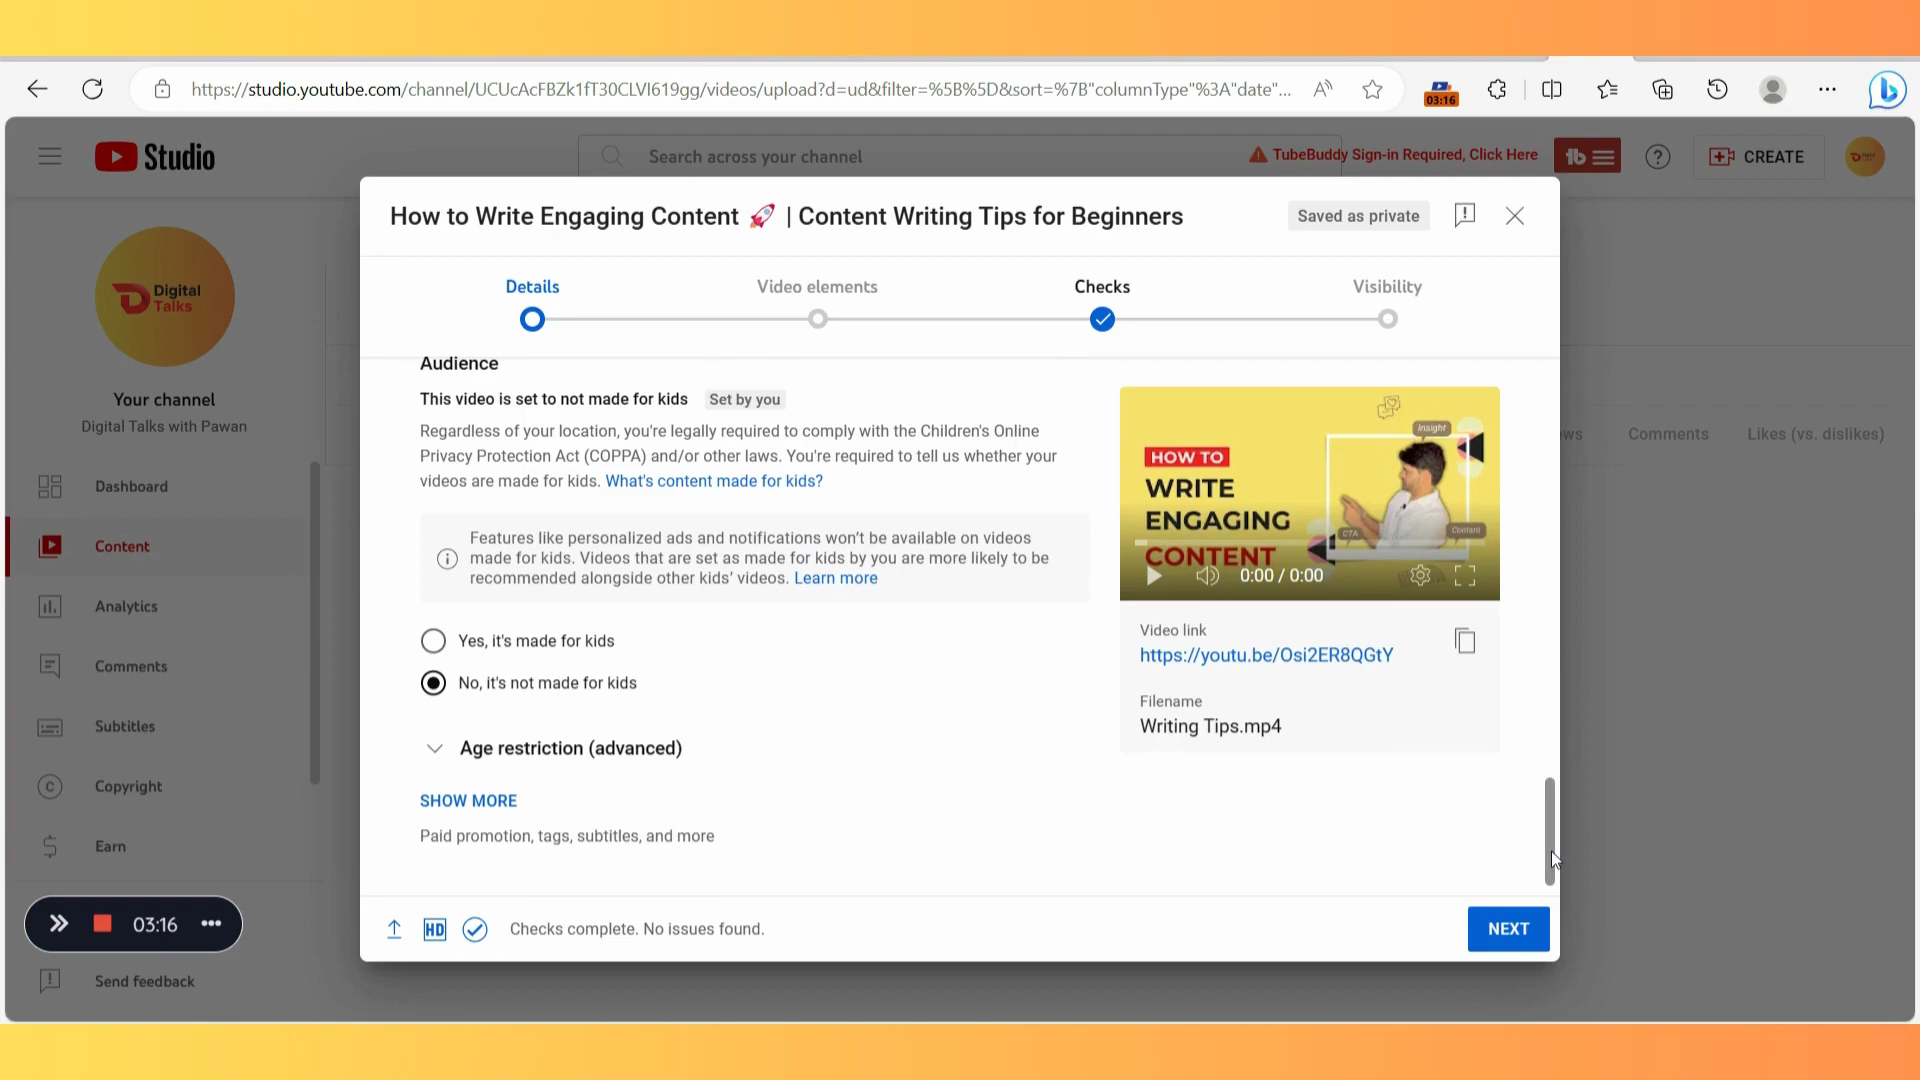 https://studio.youtube.com/channel/UCUcAcFBZk1fT30CLVI619gg/videos/upload?d=ud&filter=%5B%5D&sort=%7B"columnType"%3A"date"...
03:16
Studio
Search across your channel
TubeBuddy Sign-in Required, Click Here
tb
CREATE
How to Write Engaging Content 🚀 | Content Writing Tips for Beginners
Saved as private
Details
Video elements
Checks
Visibility
Digital
Talks
Your channel
Digital Talks with Pawan
Dashboard
Content
Analytics
Comments
Subtitles
Copyright
Earn
03:16
Send feedback
Audience
This video is set to not made for kids Set by you
Regardless of your location, you're legally required to comply with the Children's Online
Privacy Protection Act (COPPA) and/or other laws. You're required to tell us whether your
videos are made for kids. What's content made for kids?
Features like personalized ads and notifications won't be available on videos
made for kids. Videos that are set as made for kids by you are more likely to be
recommended alongside other kids' videos. Learn more
Yes, it's made for kids
No, it's not made for kids
Age restriction (advanced)
SHOW MORE
Paid promotion, tags, subtitles, and more
HOW TO
WRITE
ENGAGING
CONTENT
Insight
CTA
Content
0:00 / 0:00
Video link
https://youtu.be/Osi2ER8QGtY
Filename
Writing Tips.mp4
Comments
Likes (vs. dislikes)
HD
Checks complete. No issues found.
NEXT